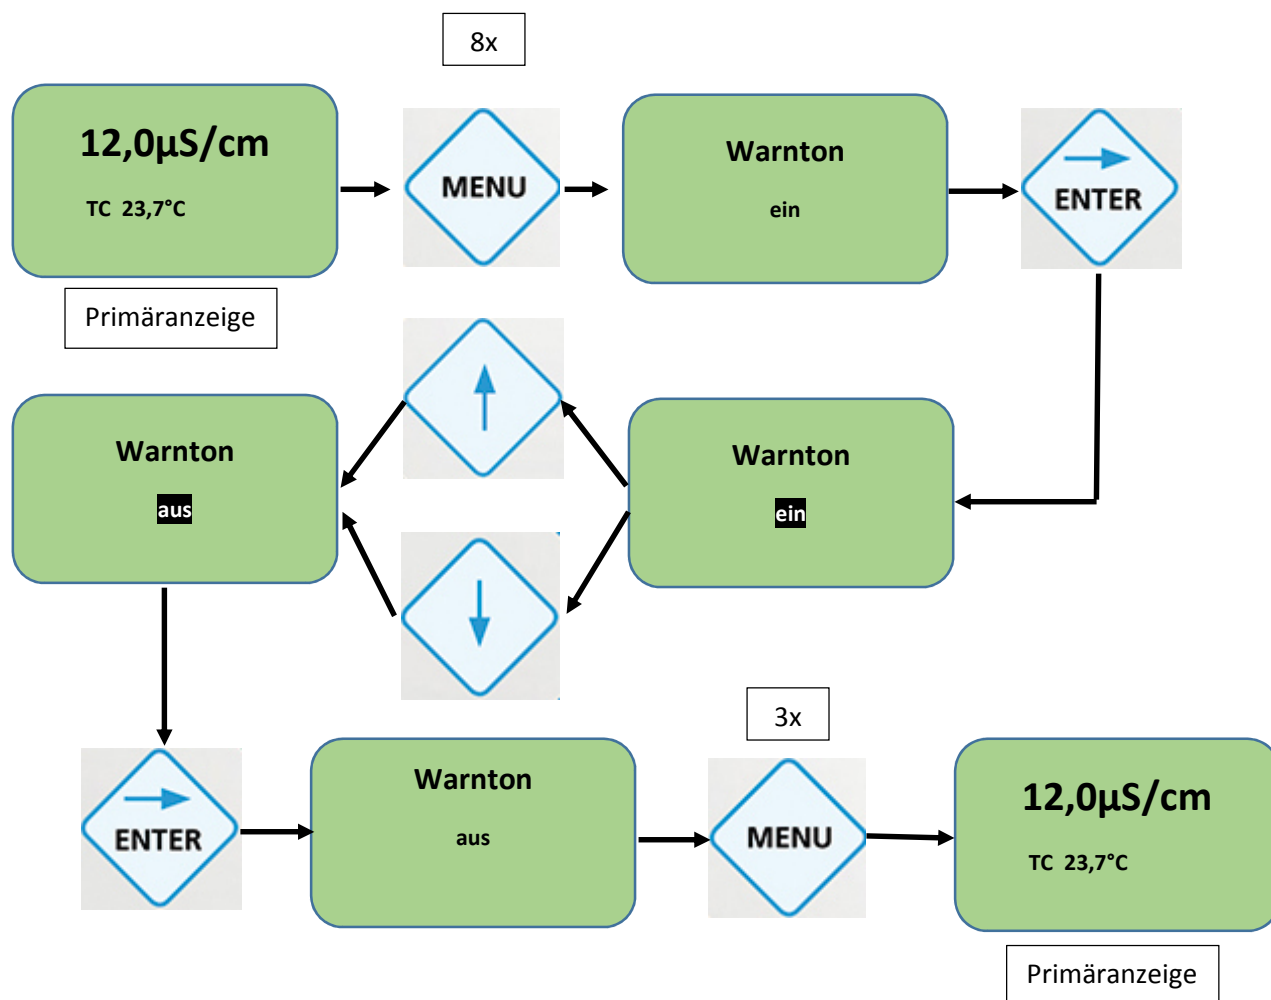 8x
12,0µS/cm
TC 23,7°C
MENU
Warnton
ein
ENTER
Primäranzeige
Warnton
aus
Warnton
ein
3x
ENTER
Warnton
aus
MENU
12,0µS/cm
TC 23,7°C
Primäranzeige